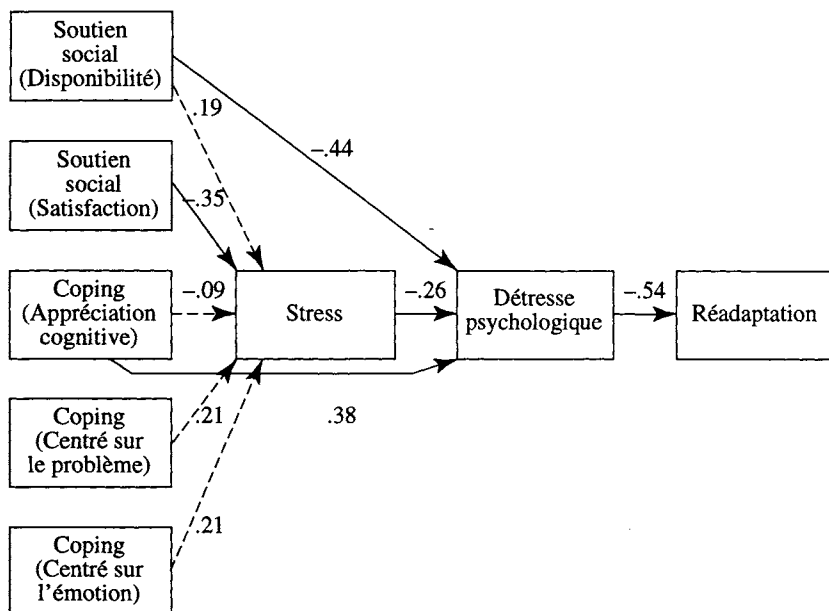 Soutien
social
(Disponibilité)
.19
–.44
Soutien
social
(Satisfaction)
–.35
Coping
(Appréciation
cognitive)
–.09
Stress
–.26
Détresse
psychologique
–.54
Réadaptation
.38
Coping
(Centré sur
le problème)
.21
Coping
(Centré sur
l'émotion)
.21